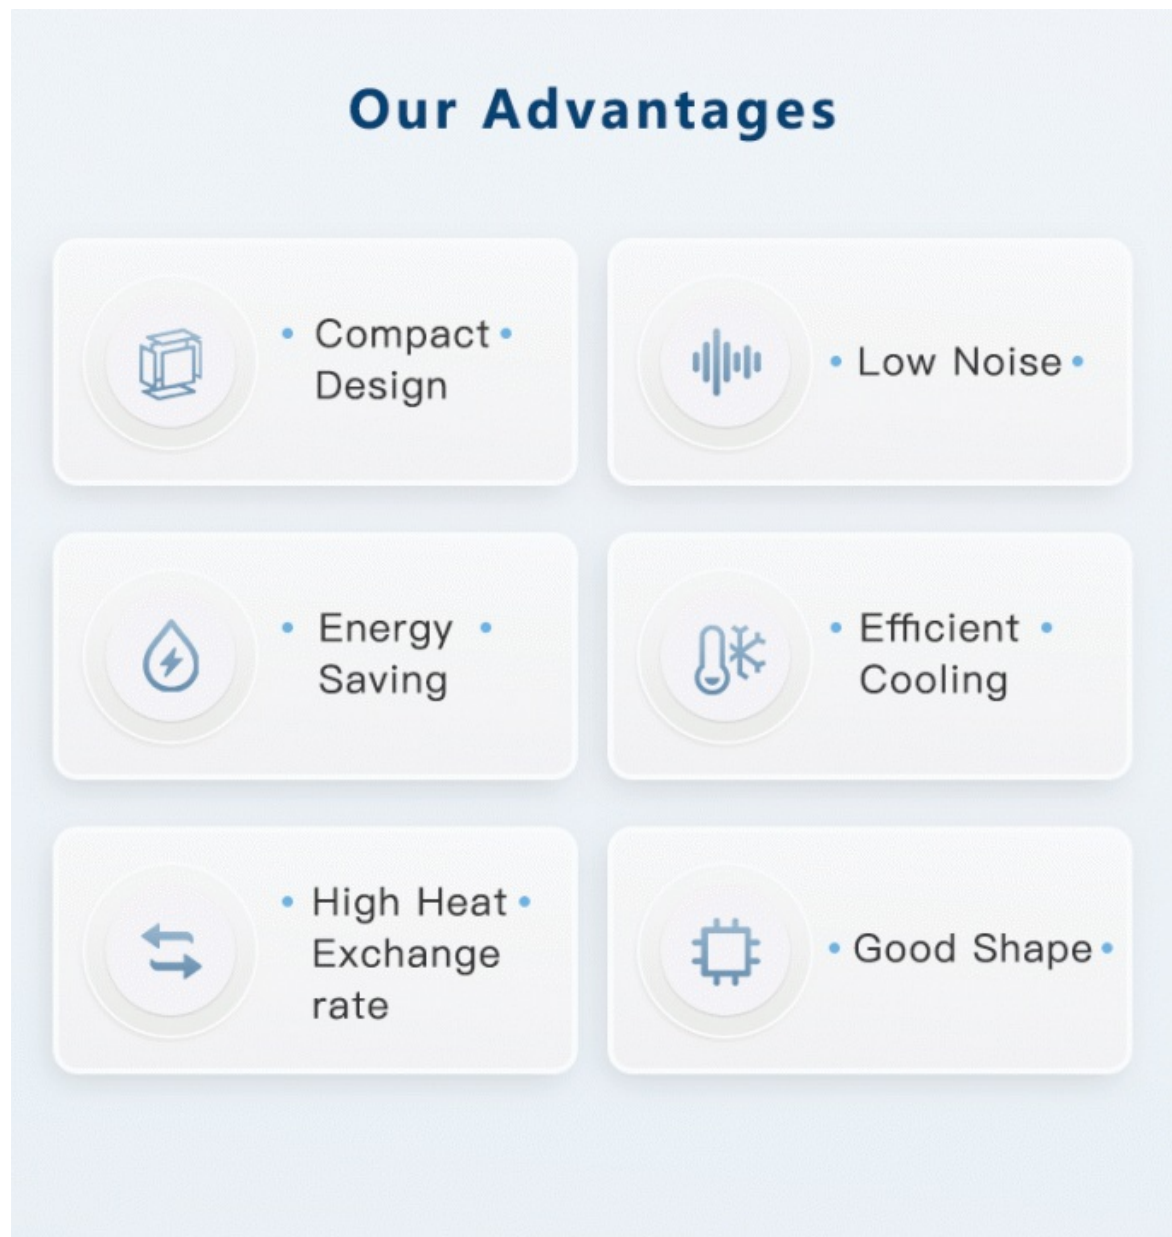 Our Advantages
• Compact •
Design
• Low Noise •
• Energy •
Saving
• Efficient •
Cooling
• High Heat •
Exchange
rate
• Good Shape •